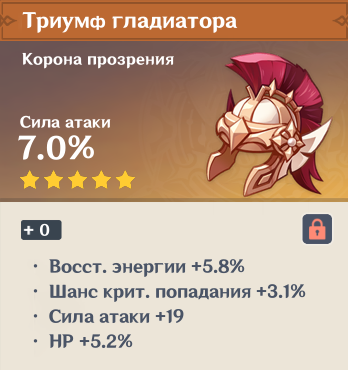 Триумф гладиатора
Корона прозрения
Сила атаки
7.0%
+ 0
· Восст. энергии +5.8%
· Шанс крит. попадания +3.1%
· Сила атаки +19
· HP +5.2%